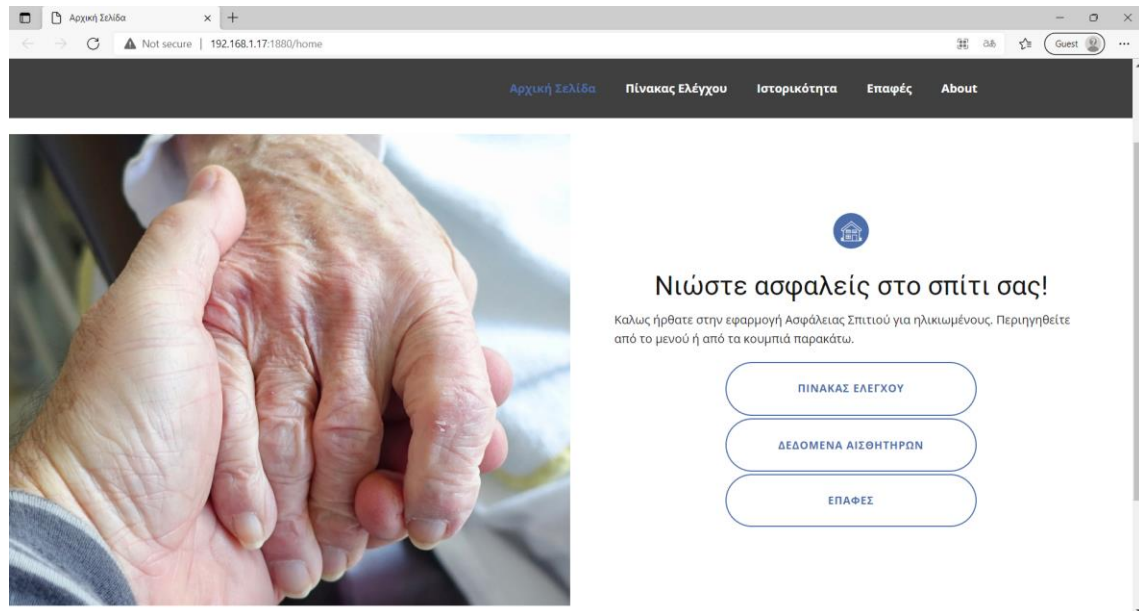 Αρχική Σελίδα
Not secure | 192.168.1.17:1880/home
Guest
Αρχική Σελίδα Πίνακας Ελέγχου Ιστορικότητα Επαφές About
Νιώστε ασφαλείς στο σπίτι σας!
Καλως ήρθατε στην εφαρμογή Ασφάλειας Σπιτιού για ηλικιωμένους. Περιηγηθείτε
από το μενού ή από τα κουμπιά παρακάτω.
ΠΙΝΑΚΑΣ ΕΛΕΓΧΟΥ
ΔΕΔΟΜΕΝΑ ΑΙΣΘΗΤΗΡΩΝ
ΕΠΑΦΕΣ